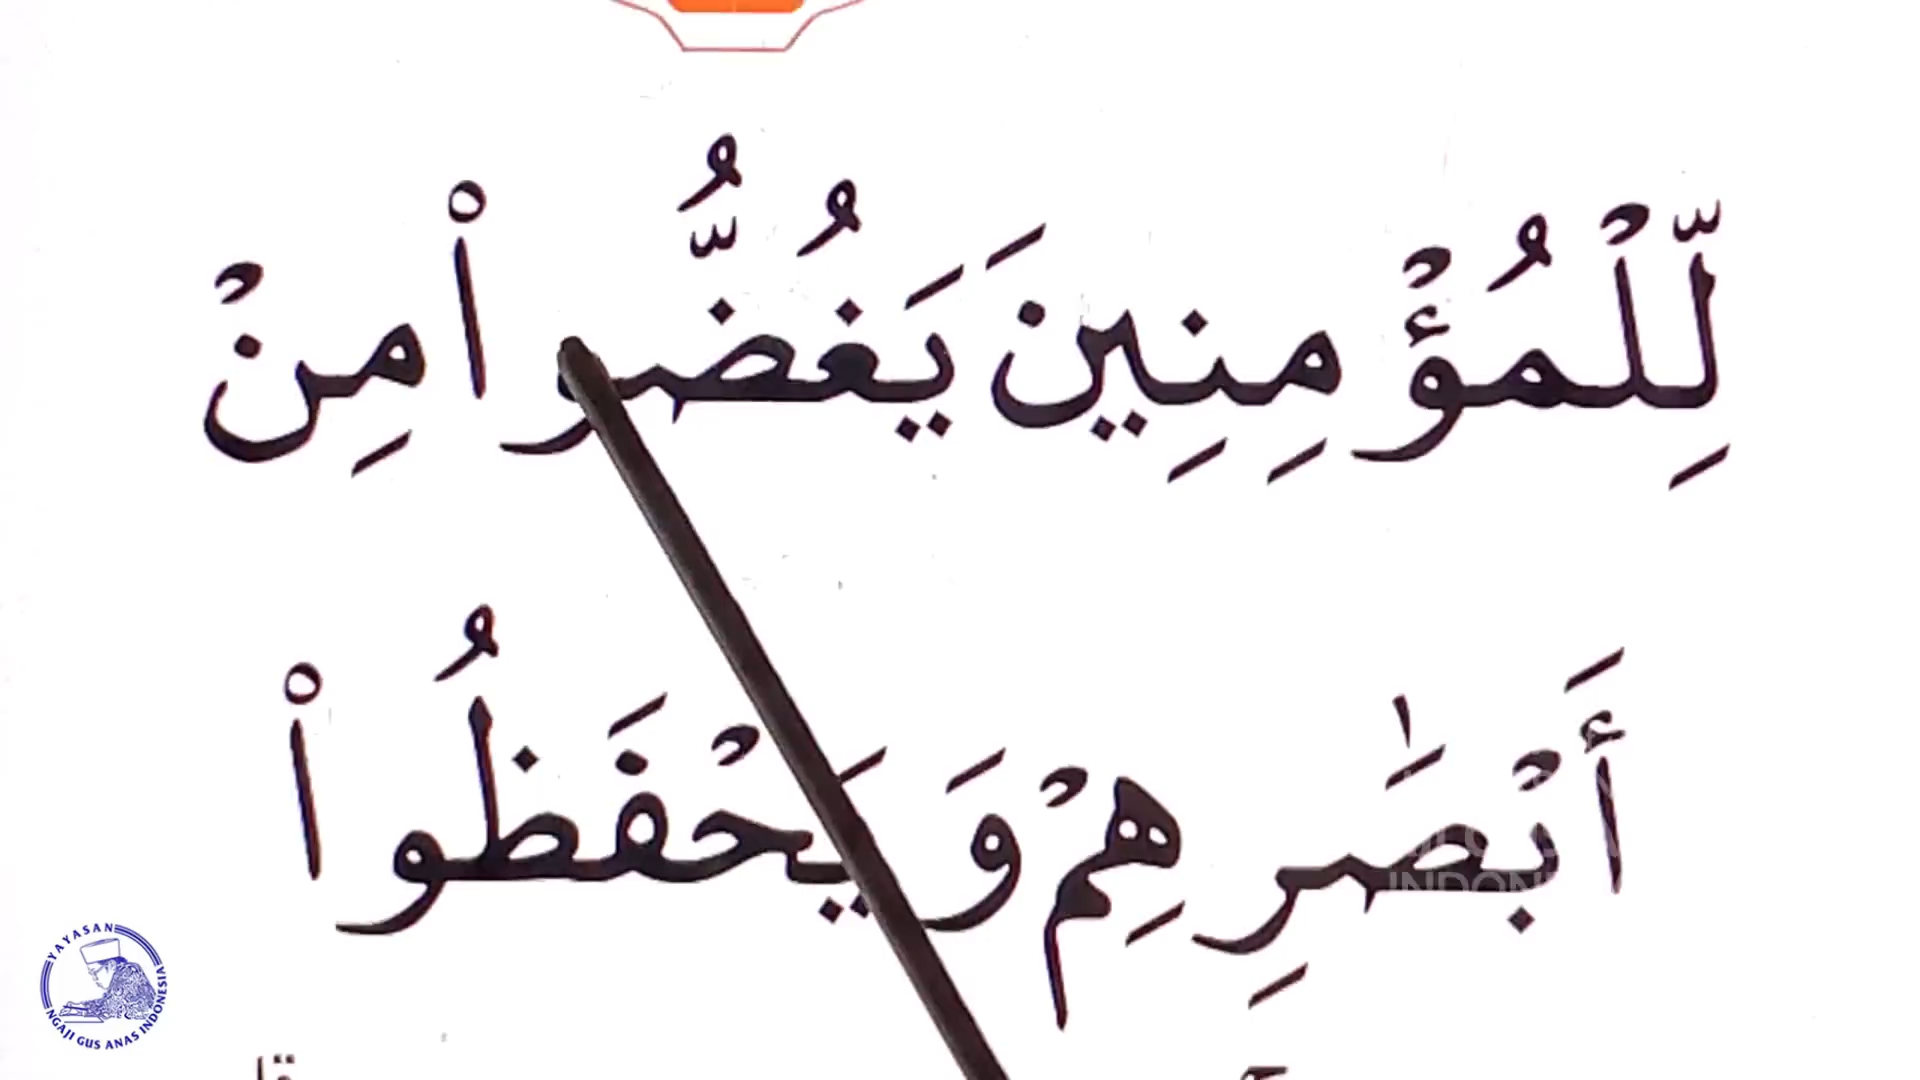 لِّلْمُؤْمِنِينَ يَغُضُّواْ مِنْ
أَبْصَٰرِهِمْ وَيَحْفَظُواْ
YAYASAN
NGAJI GUS ANAS INDONESIA